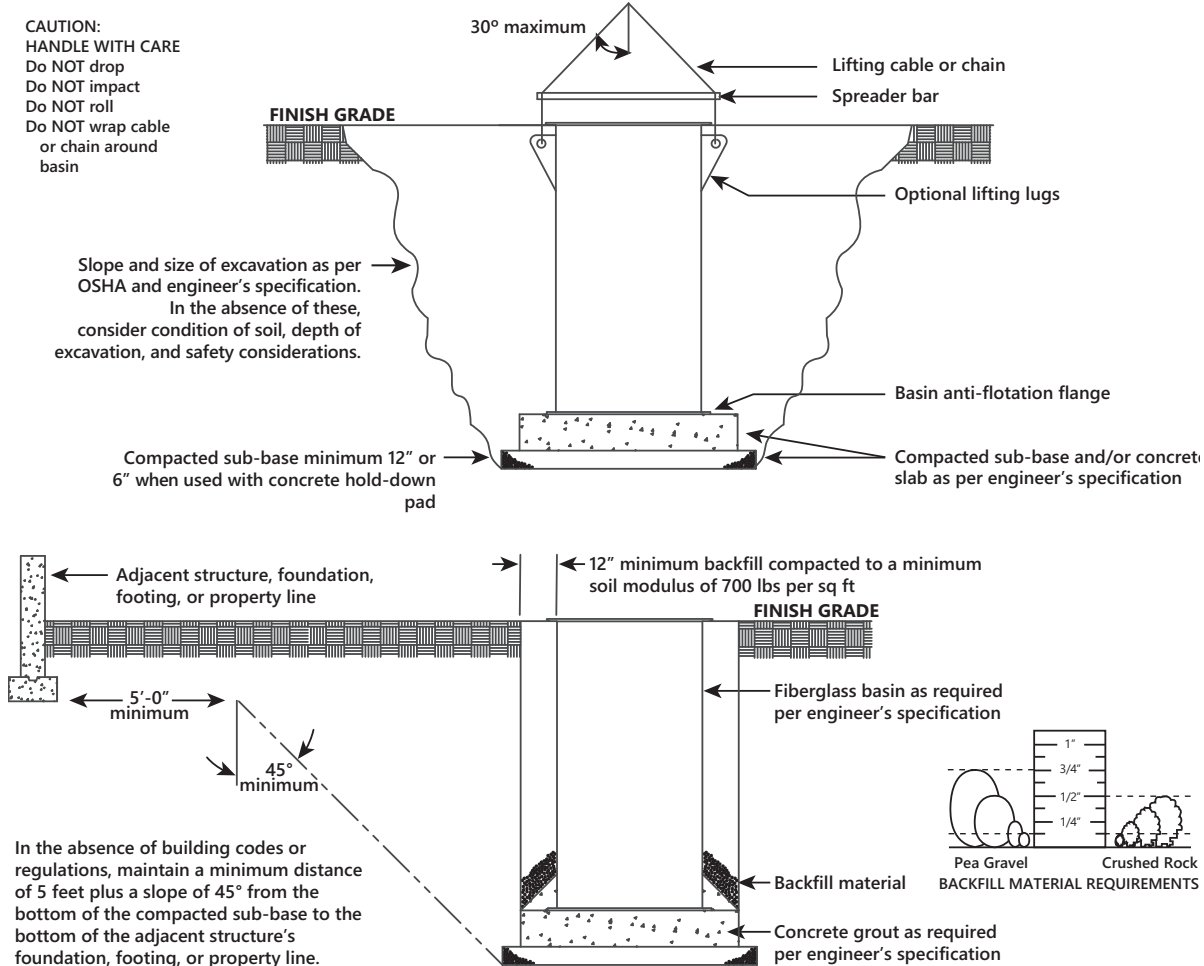 CAUTION:
HANDLE WITH CARE
Do NOT drop
Do NOT impact
Do NOT roll
Do NOT wrap cable
or chain around
basin
30º maximum
Lifting cable or chain
Spreader bar
FINISH GRADE
Optional lifting lugs
Slope and size of excavation as per
OSHA and engineer’s specification.
In the absence of these,
consider condition of soil, depth of
excavation, and safety considerations.
Basin anti-flotation flange
Compacted sub-base minimum 12” or
6” when used with concrete hold-down
pad
Compacted sub-base and/or concrete
slab as per engineer’s specification
Adjacent structure, foundation,
footing, or property line
12” minimum backfill compacted to a minimum
soil modulus of 700 lbs per sq ft
FINISH GRADE
5’-0”
minimum
45°
minimum
Fiberglass basin as required
per engineer’s specification
1”
3/4”
1/2”
1/4”
Pea Gravel
Crushed Rock
BACKFILL MATERIAL REQUIREMENTS
In the absence of building codes or
regulations, maintain a minimum distance
of 5 feet plus a slope of 45° from the
bottom of the compacted sub-base to the
bottom of the adjacent structure’s
foundation, footing, or property line.
Backfill material
Concrete grout as required
per engineer’s specification